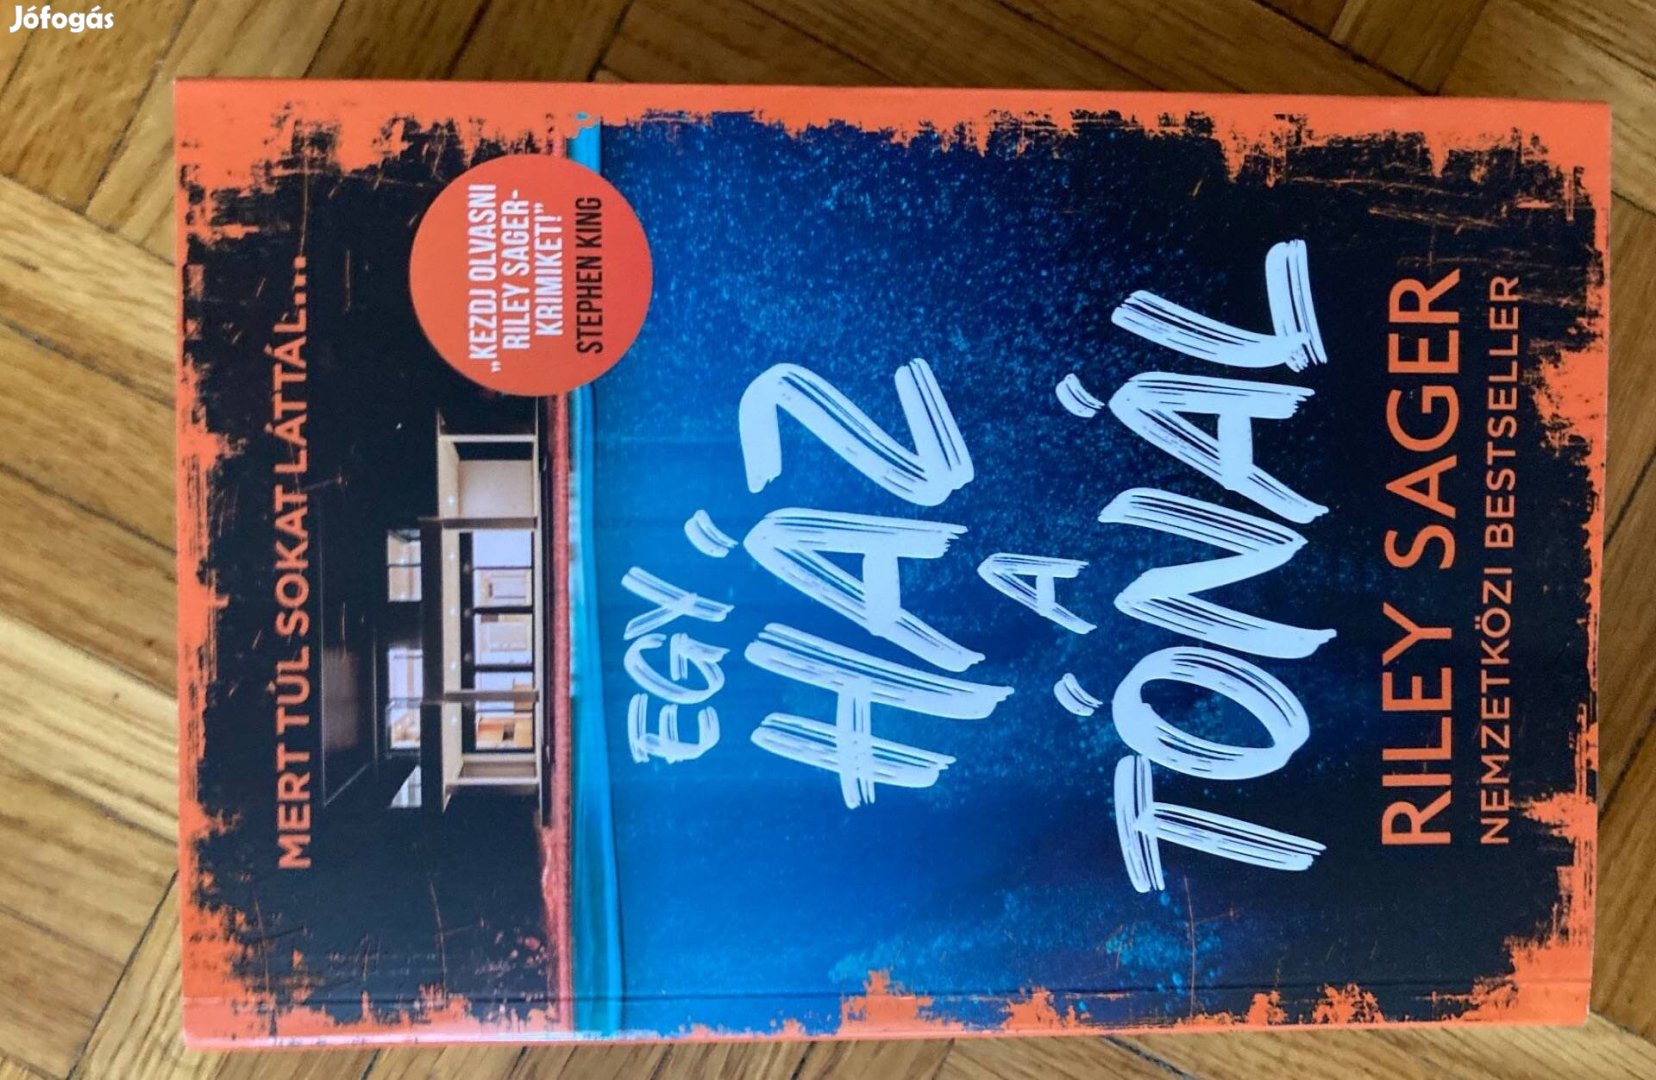 Jófogás
MERT TÚL SOKAT LÁTTÁL...
„KEZDJ OLVASNI
RILEY SAGER-
KRIMIKET!”
STEPHEN KING
EGY
HÁZ
A
TÓNÁL
RILEY SAGER
NEMZETKÖZI BESTSELLER